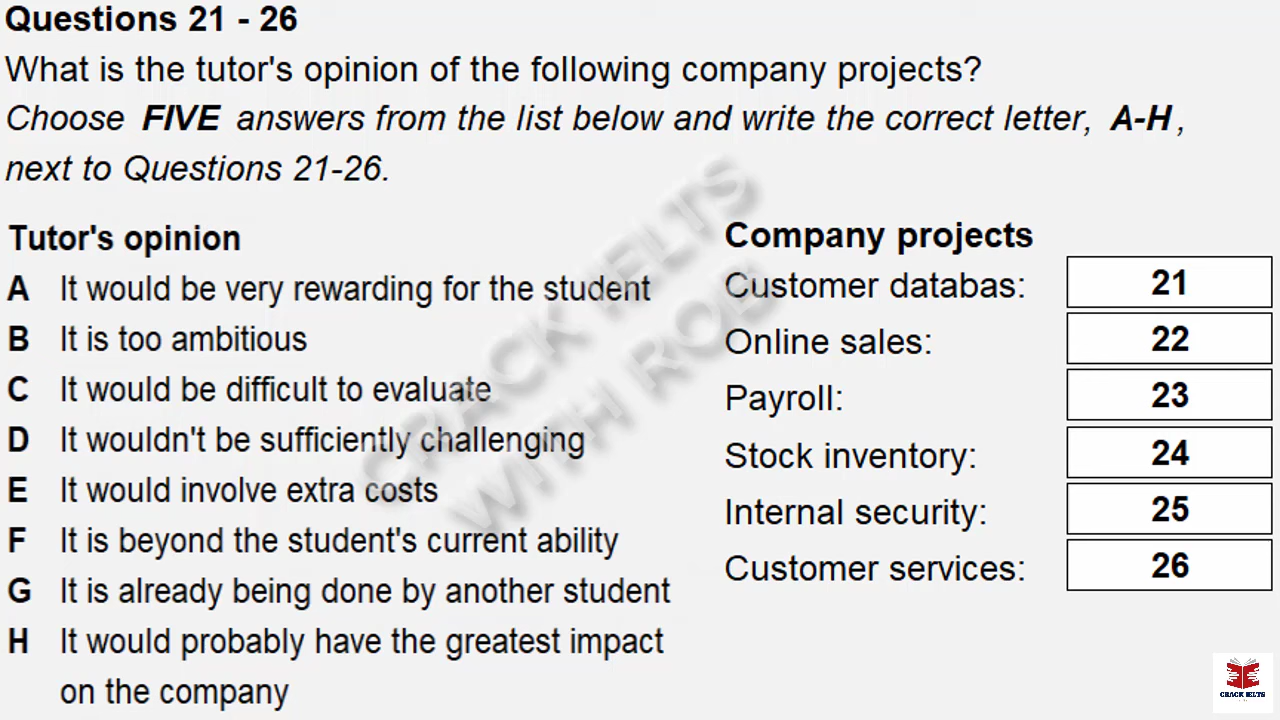 Questions 21 - 26
What is the tutor's opinion of the following company projects?
Choose FIVE answers from the list below and write the correct letter, A-H,
next to Questions 21-26.
Tutor's opinion
A It would be very rewarding for the student
B It is too ambitious
C It would be difficult to evaluate
D It wouldn't be sufficiently challenging
E It would involve extra costs
F It is beyond the student's current ability
G It is already being done by another student
H It would probably have the greatest impact
on the company
Company projects
Customer databas: 21
Online sales: 22
Payroll: 23
Stock inventory: 24
Internal security: 25
Customer services: 26
CRACK IELTS
WITH ROB
CRACK IELTS